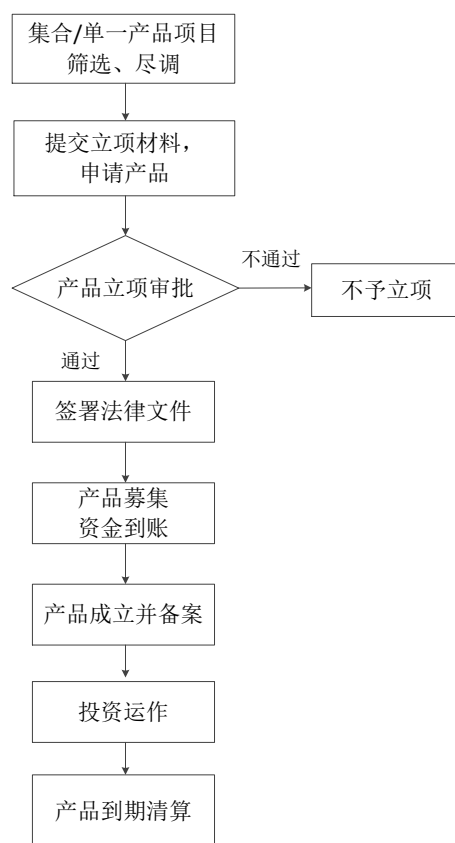 集合/单一产品项目
筛选、尽调
提交立项材料，
申请产品
不通过
产品立项审批
不予立项
通过
签署法律文件
产品募集
资金到账
产品成立并备案
投资运作
产品到期清算